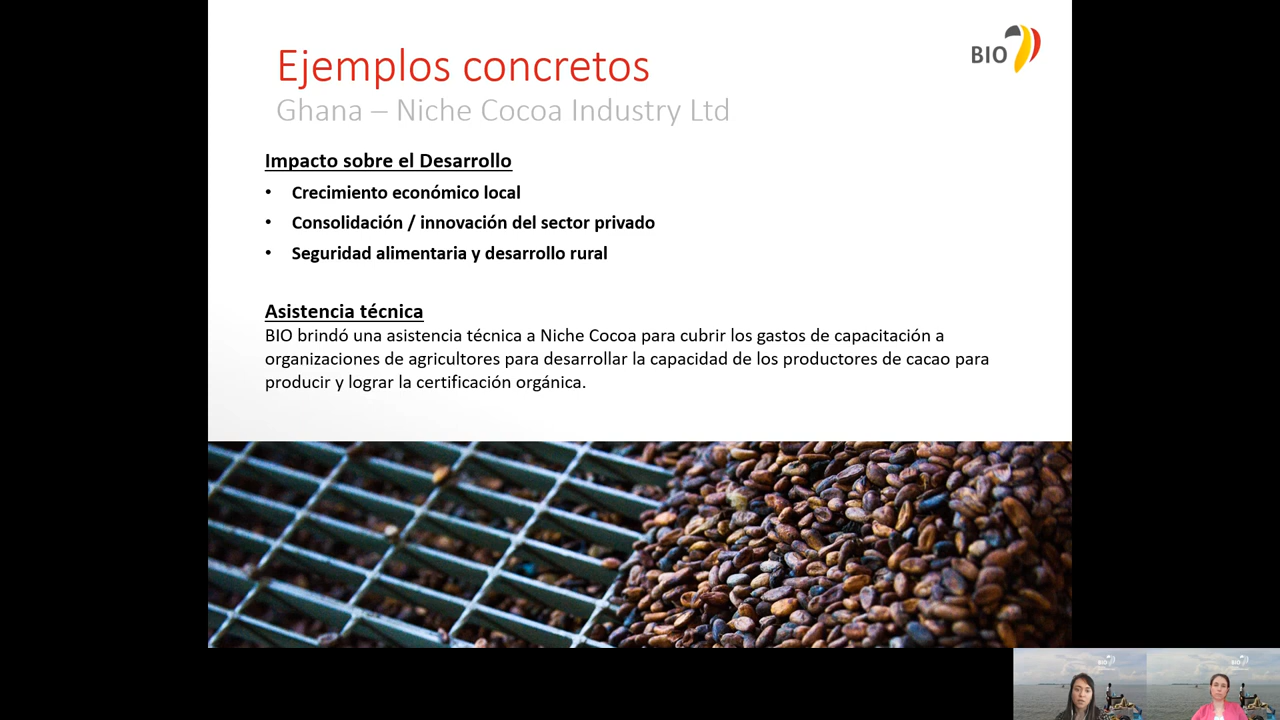 Ejemplos concretos
BIO
Ghana – Niche Cocoa Industry Ltd
Impacto sobre el Desarrollo
• Crecimiento económico local
• Consolidación / innovación del sector privado
• Seguridad alimentaria y desarrollo rural
Asistencia técnica
BIO brindó una asistencia técnica a Niche Cocoa para cubrir los gastos de capacitación a
organizaciones de agricultores para desarrollar la capacidad de los productores de cacao para
producir y lograr la certificación orgánica.
BIO
BIO